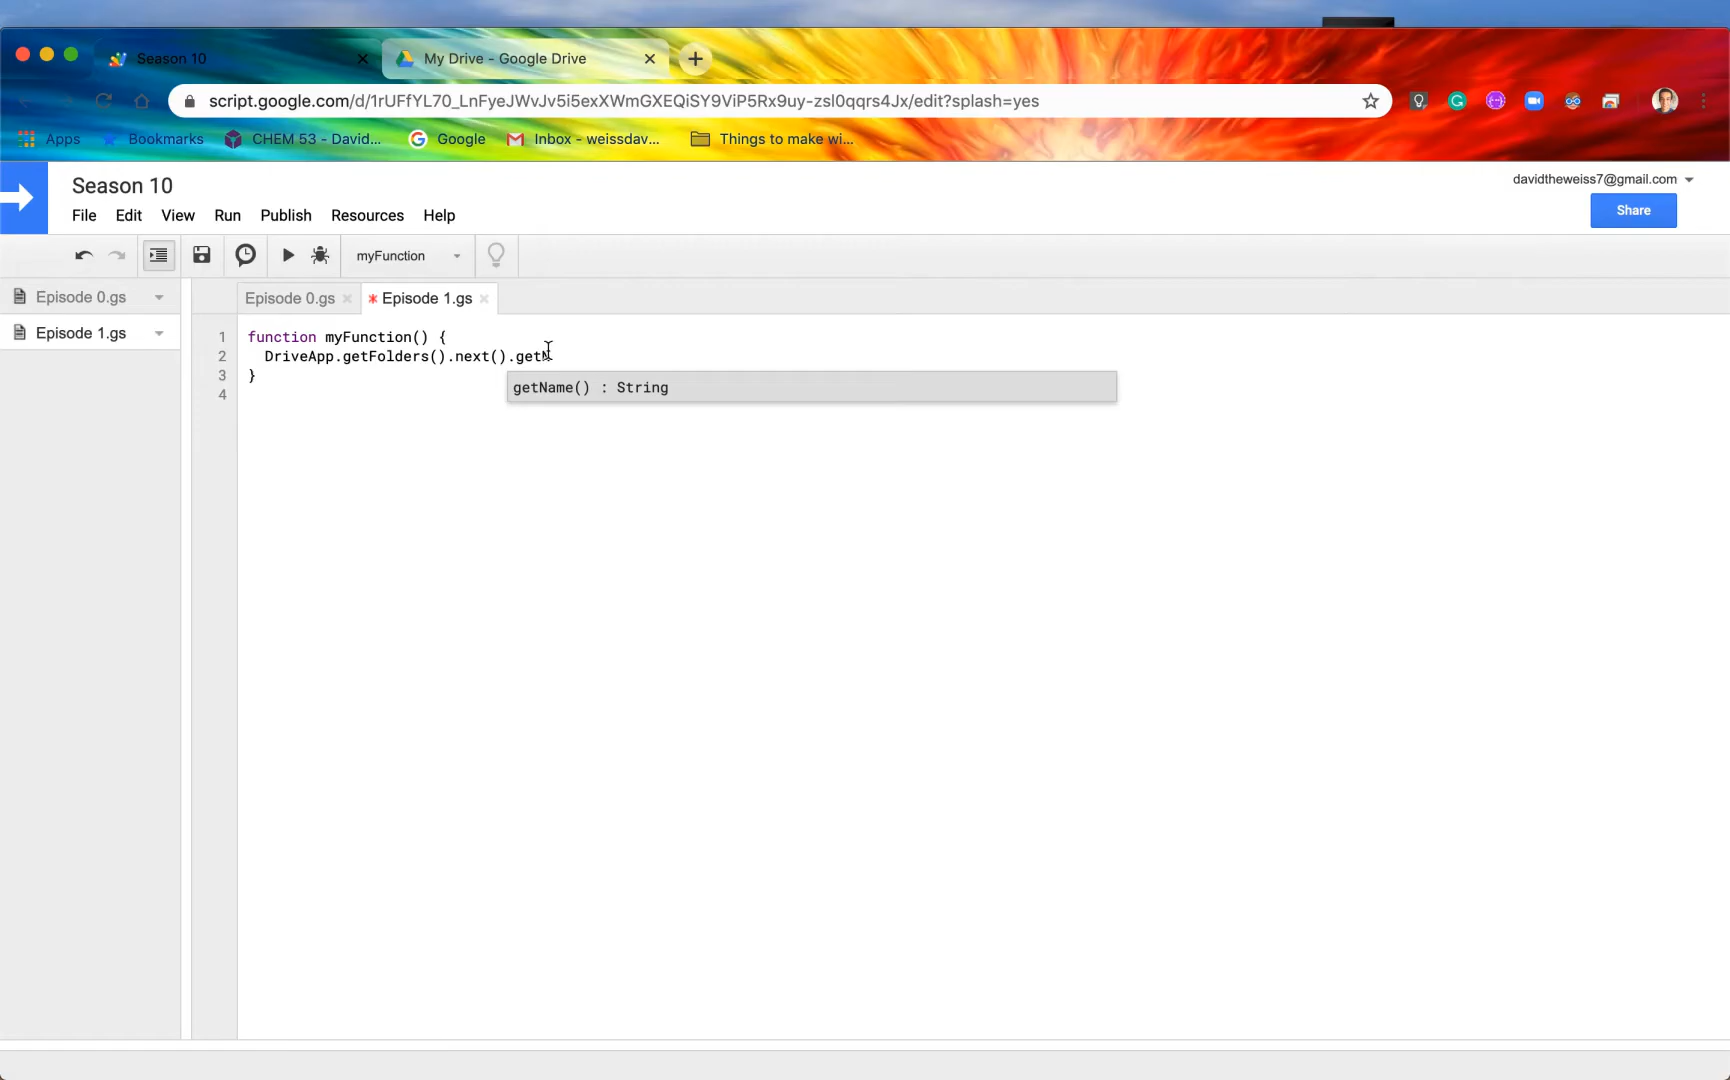 Season 10
My Drive - Google Drive
script.google.com/d/1rUFfYL70_LnFyeJWvJv5i5exXWmGXEQiSY9ViP5Rx9uy-zsl0qqrs4Jx/edit?splash=yes
Apps Bookmarks CHEM 53 - David... Google Inbox - weissdav... Things to make wi...
Season 10
davidtheweiss7@gmail.com
File Edit View Run Publish Resources Help
Share
myFunction
Episode 0.gs
Episode 1.gs
Episode 0.gs
* Episode 1.gs
1 function myFunction() {
2 DriveApp.getFolders().next().getN
3 }
4
getName() : String